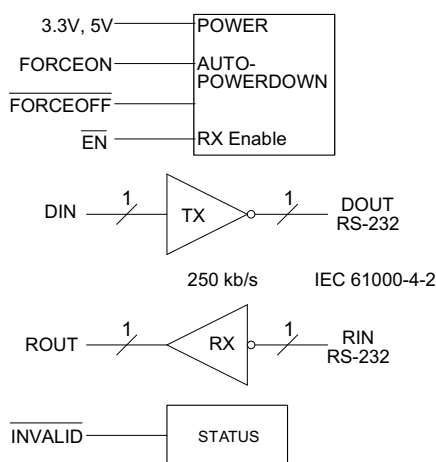 3.3V, 5V POWER
FORCEON AUTO-
POWERDOWN
FORCEOFF
EN RX Enable
1 1
DIN TX DOUT
RS-232
250 kb/s IEC 61000-4-2
1 1
ROUT RX RIN
RS-232
INVALID STATUS